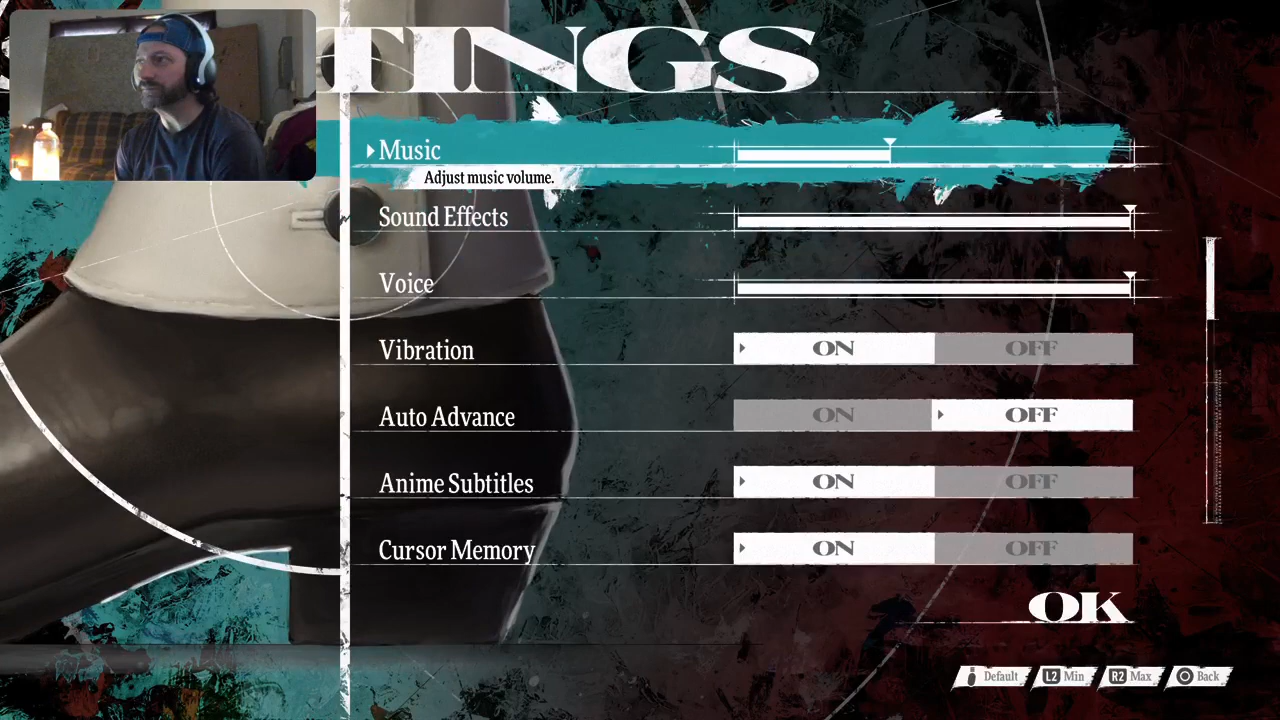 TINGS
Music
Adjust music volume.
Sound Effects
Voice
Vibration ON OFF
Auto Advance ON OFF
Anime Subtitles ON OFF
Cursor Memory ON OFF
OK
Default L2 Min R2 Max Back